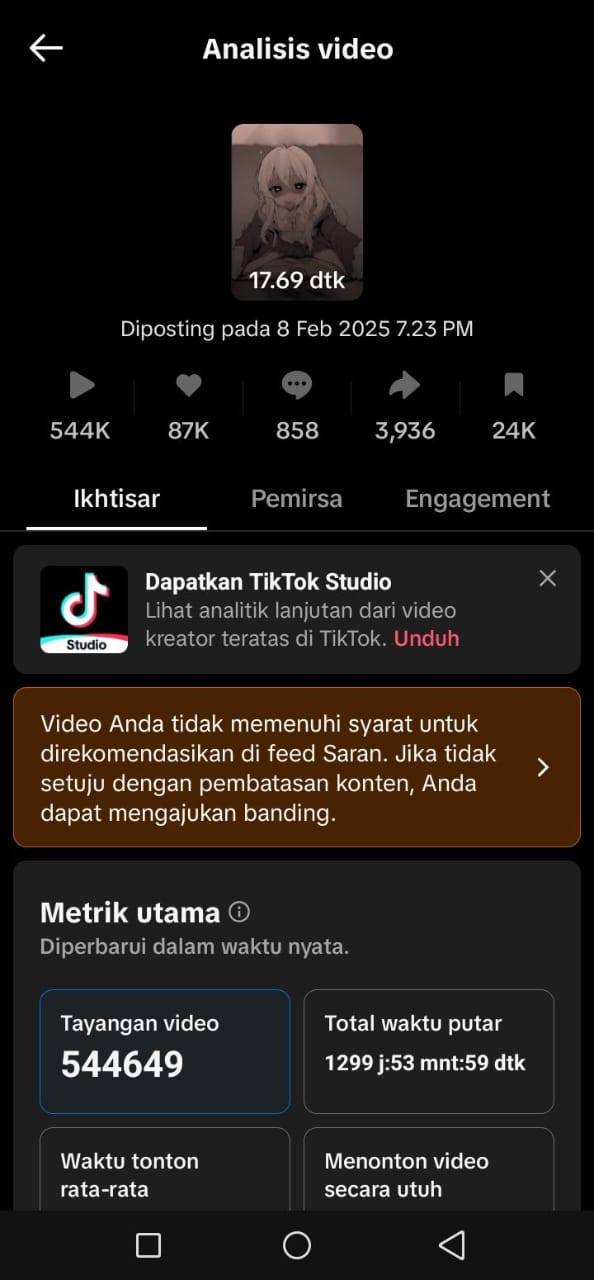 Analisis video
17.69 dtk
Diposting pada 8 Feb 2025 7.23 PM
544K
87K
858
3,936
24K
Ikhtisar
Pemirsa
Engagement
Studio
Dapatkan TikTok Studio
Lihat analitik lanjutan dari video
kreator teratas di TikTok. Unduh
Video Anda tidak memenuhi syarat untuk
direkomendasikan di feed Saran. Jika tidak
setuju dengan pembatasan konten, Anda
dapat mengajukan banding.
Metrik utama
Diperbarui dalam waktu nyata.
Tayangan video
544649
Total waktu putar
1299 j:53 mnt:59 dtk
Waktu tonton
rata-rata
Menonton video
secara utuh